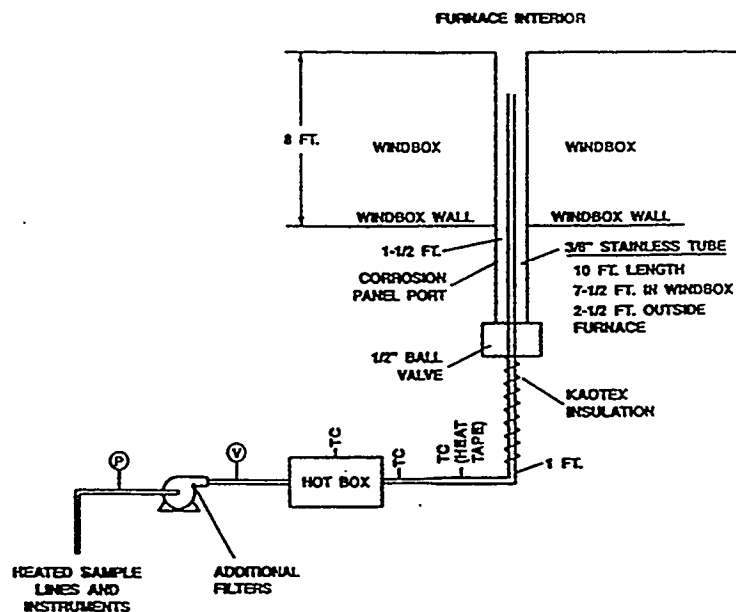 FURNACE INTERIOR
8 FT.
WINDBOX
WINDBOX
WINDBOX WALL
WINDBOX WALL
1-1/2 FT.
CORROSION
PANEL PORT
3/8" STAINLESS TUBE
10 FT. LENGTH
7-1/2 FT. IN WINDBOX
2-1/2 FT. OUTSIDE
FURNACE
1/2" BALL
VALVE
KAOTEX
INSULATION
TC
(HEAT
TAPE)
TC
TC
V
P
HOT BOX
1 FT.
HEATED SAMPLE
LINES AND
INSTRUMENTS
ADDITIONAL
FILTERS